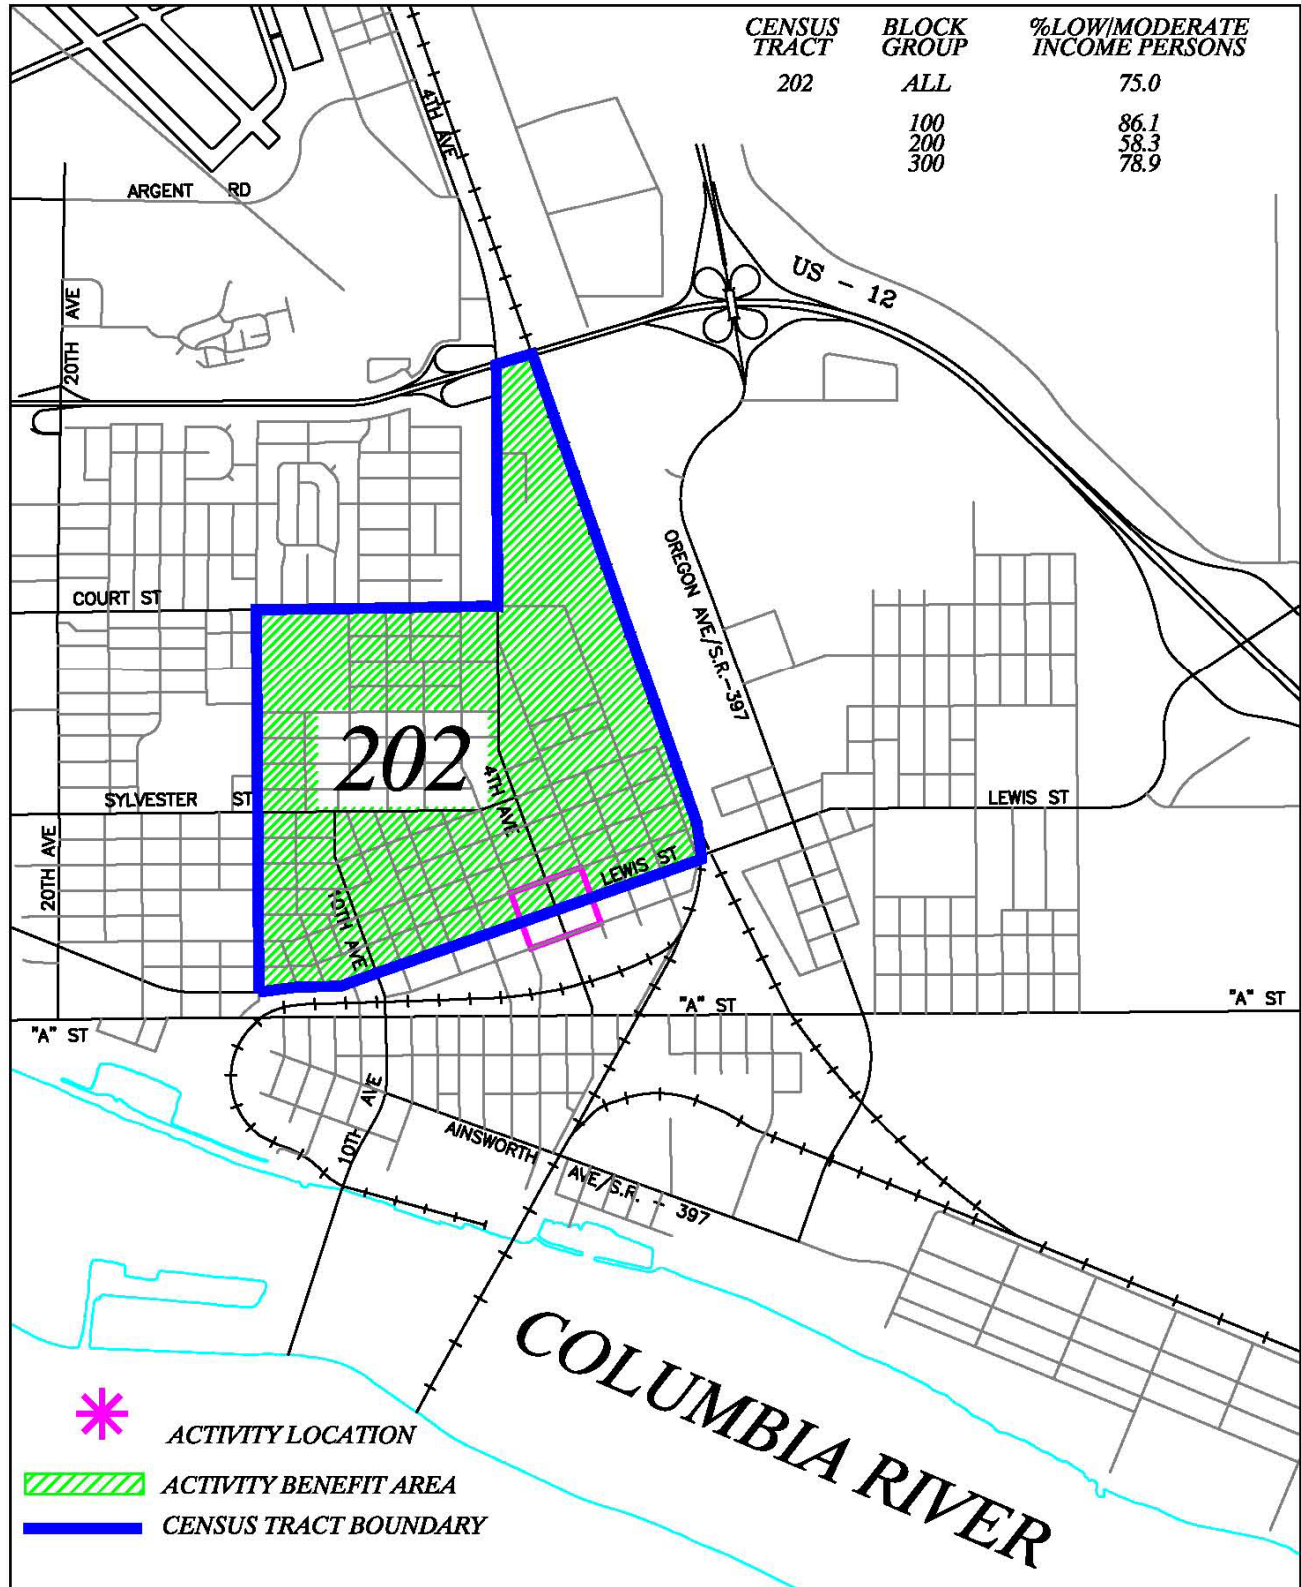 CENSUS TRACT BLOCK GROUP %LOW/MODERATE INCOME PERSONS
202 ALL 75.0
100 86.1
200 58.3
300 78.9
4TH AVE
ARGENT RD
US - 12
20TH AVE
COURT ST
OREGON AVE/S.R.-397
202
4TH AVE
SYLVESTER ST
LEWIS ST
20TH AVE
LEWIS ST
10TH AVE
"A" ST
"A" ST
"A" ST
10TH AVE
AINSWORTH AVE/S.R. - 397
COLUMBIA RIVER
ACTIVITY LOCATION
ACTIVITY BENEFIT AREA
CENSUS TRACT BOUNDARY